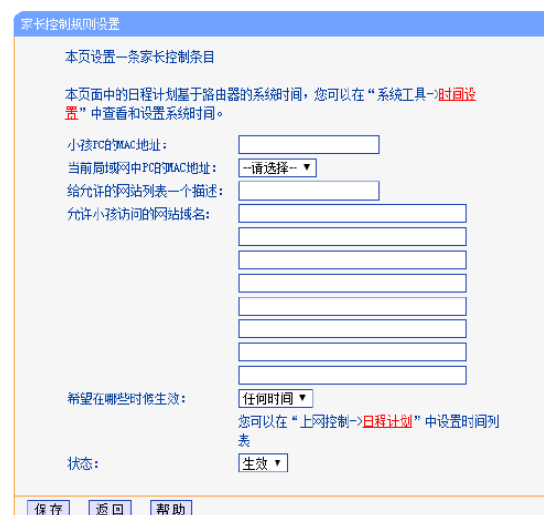 家长控制规则设置
本页设置一条家长控制条目
本页面中的日程计划基于路由器的系统时间，您可以在“系统工具->时间设
置”中查看和设置系统时间。
小孩PC的MAC地址：
当前局域网中PC的MAC地址： --请选择-- ▼
给允许的网站列表一个描述：
允许小孩访问的网站域名：
希望在哪些时候生效： 任何时间 ▼
您可以在“上网控制->日程计划”中设置时间列
表
状态： 生效 ▼
保存 返回 帮助